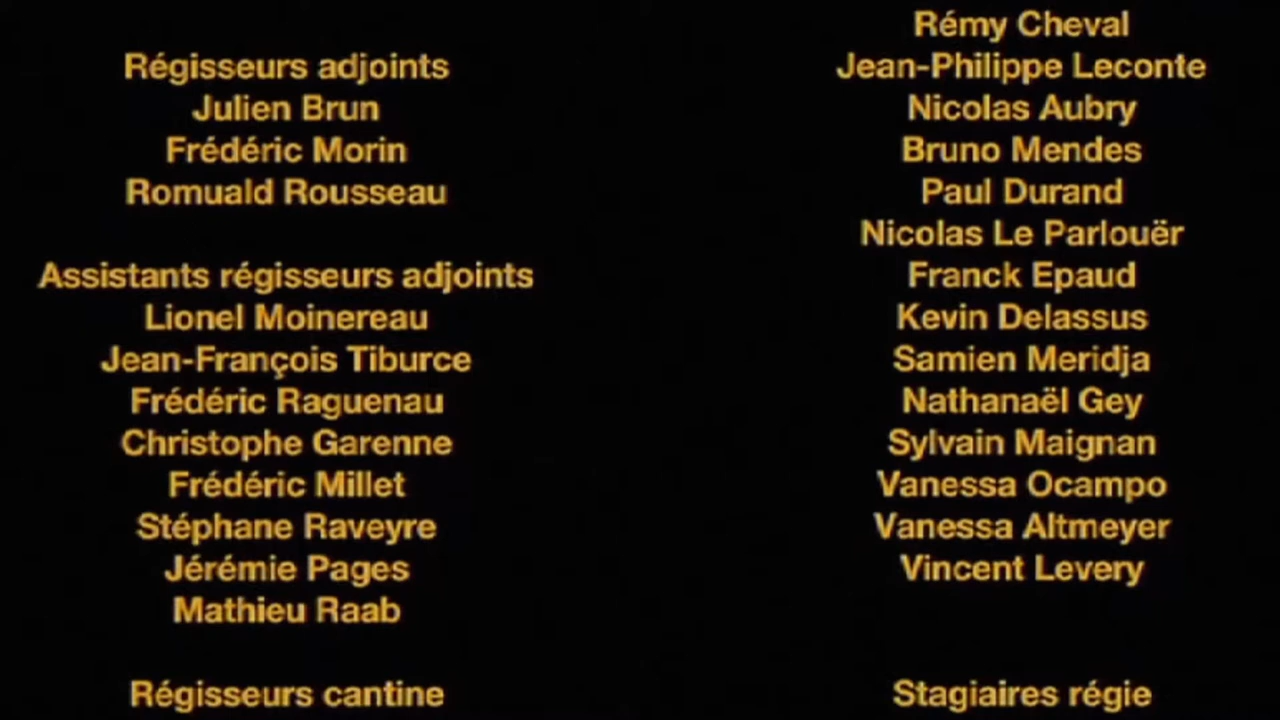 Régisseurs adjoints
Julien Brun
Frédéric Morin
Romuald Rousseau
Assistants régisseurs adjoints
Lionel Moinereau
Jean-François Tiburce
Frédéric Raguenau
Christophe Garenne
Frédéric Millet
Stéphane Raveyre
Jérémie Pages
Mathieu Raab
Régisseurs cantine
Rémy Cheval
Jean-Philippe Leconte
Nicolas Aubry
Bruno Mendes
Paul Durand
Nicolas Le Parlouër
Franck Epaud
Kevin Delassus
Samien Meridja
Nathanaël Gey
Sylvain Maignan
Vanessa Ocampo
Vanessa Altmeyer
Vincent Levery
Stagiaires régie